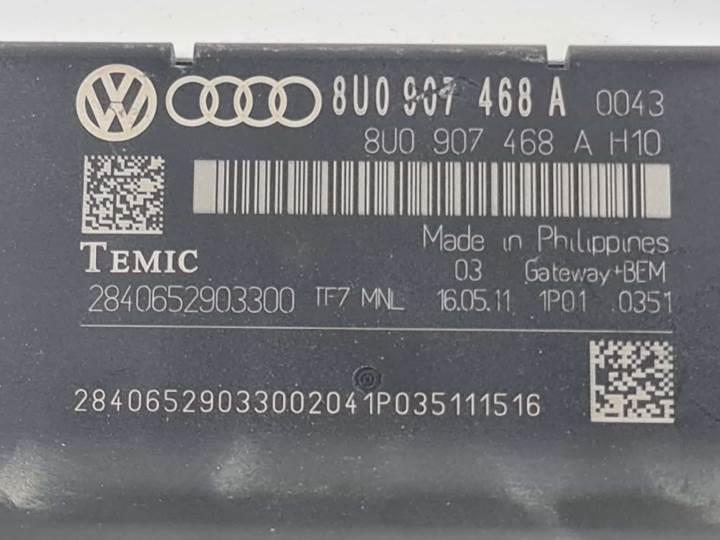 8U0 907 468 A 0043
8U0 907 468 A H10
Made in Philippines
TEMIC
03 Gateway+BEM
2840652903300 TF7 MNL 16.05.11 1P01 0351
28406529033002041P035111516